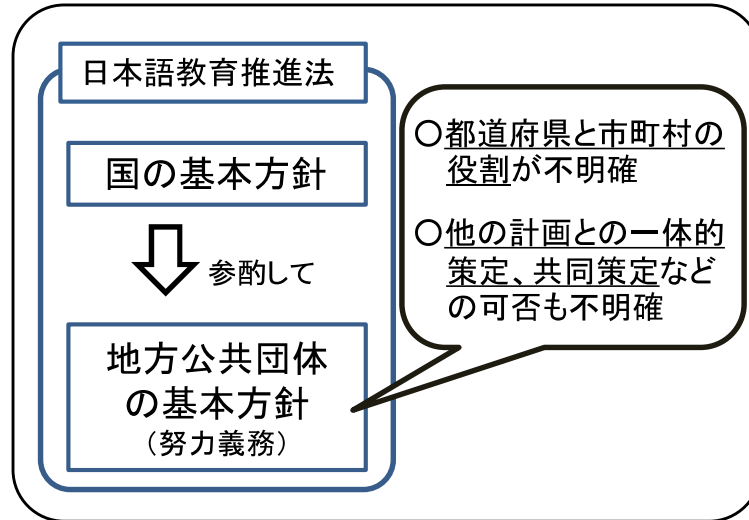 日本語教育推進法
国の基本方針
参酌して
地方公共団体
の基本方針
（努力義務）
○都道府県と市町村の
役割が不明確
○他の計画との一体的
策定、共同策定など
の可否も不明確